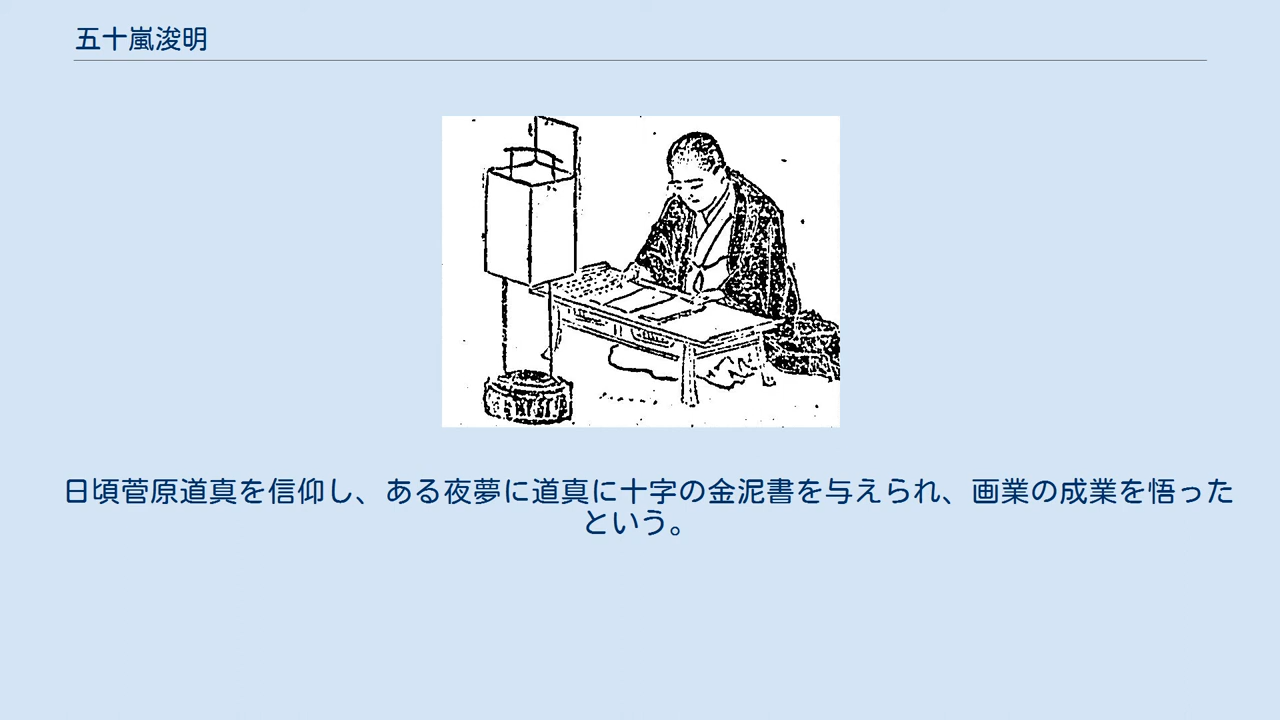 五十嵐浚明
日頃菅原道真を信仰し、ある夜夢に道真に十字の金泥書を与えられ、画業の成業を悟った
という。